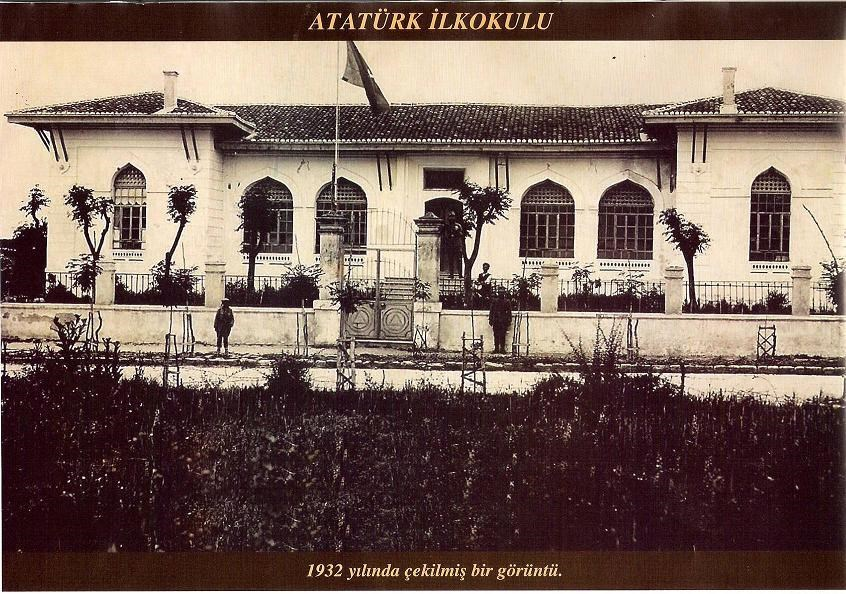 ATATÜRK İLKOKULU
1932 yılında çekilmiş bir görüntü.